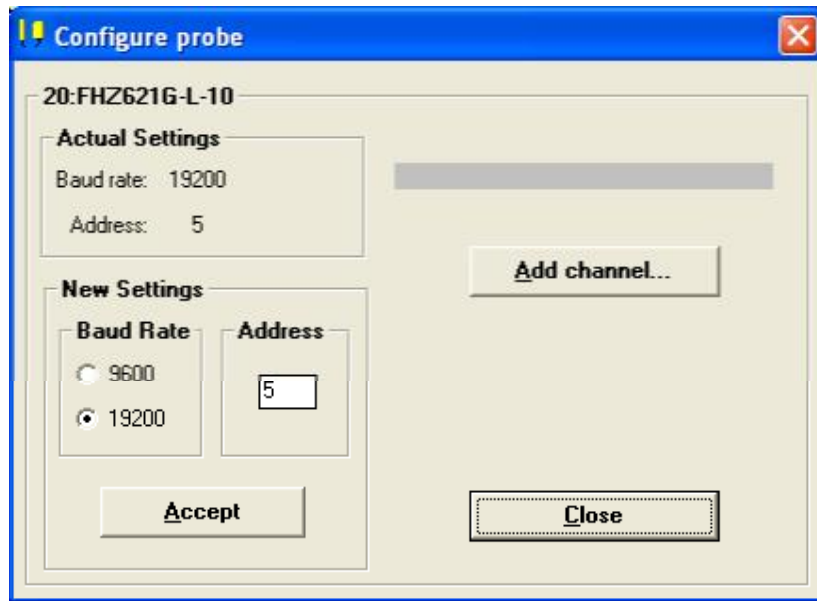 Configure probe
20:FHZ621G-L-10
Actual Settings
Baud rate: 19200
Address: 5
Add channel...
New Settings
Baud Rate
Address
9600
5
19200
Accept
Close